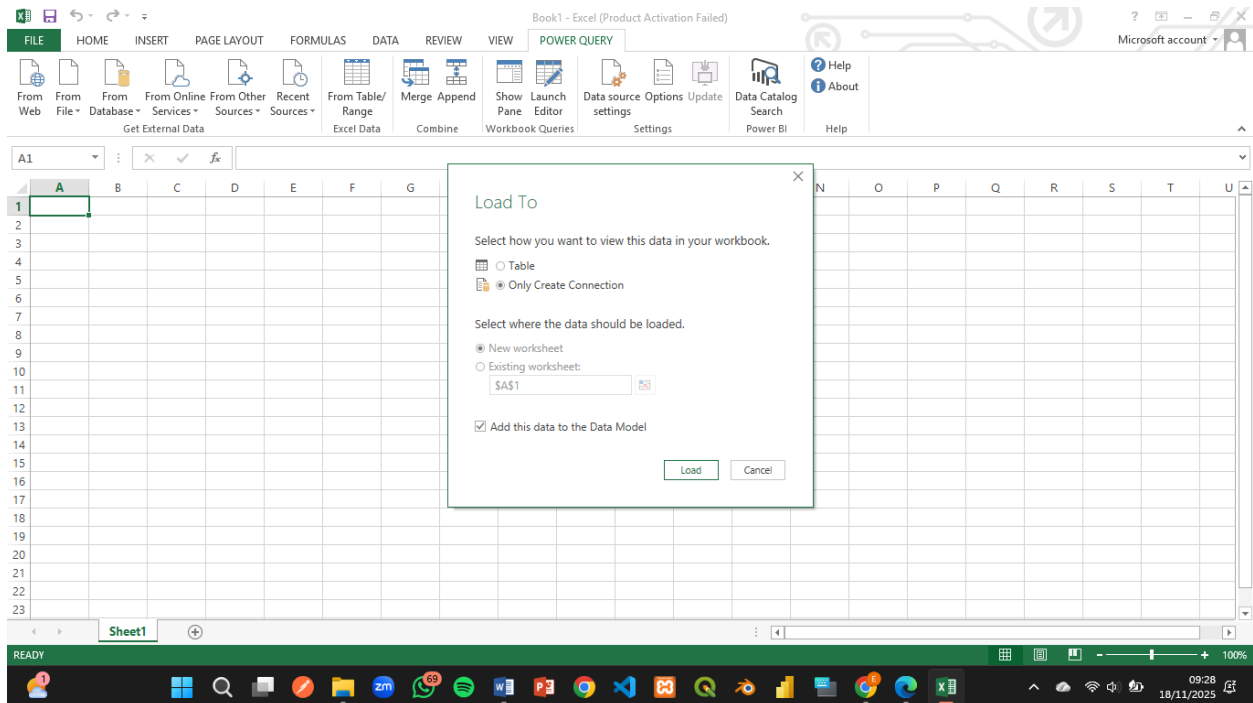 Book1 - Excel (Product Activation Failed)
?
FILE HOME INSERT PAGE LAYOUT FORMULAS DATA REVIEW VIEW POWER QUERY
Microsoft account
From Web
From File
From Database
From Online Services
From Other Sources
Recent Sources
From Table/ Range
Merge
Append
Show Pane
Launch Editor
Data source settings
Options
Update
Data Catalog Search
Help
About
Get External Data
Excel Data
Combine
Workbook Queries
Settings
Power BI
Help
A1
fx
A B C D E F G N O P Q R S T U
1
2
3
4
5
6
7
8
9
10
11
12
13
14
15
16
17
18
19
20
21
22
23
Load To
Select how you want to view this data in your workbook.
Table
Only Create Connection
Select where the data should be loaded.
New worksheet
Existing worksheet:
$A$1
Add this data to the Data Model
Load Cancel
Sheet1
READY
100%
1
zm
69
W
P
E
X
09:28
18/11/2025